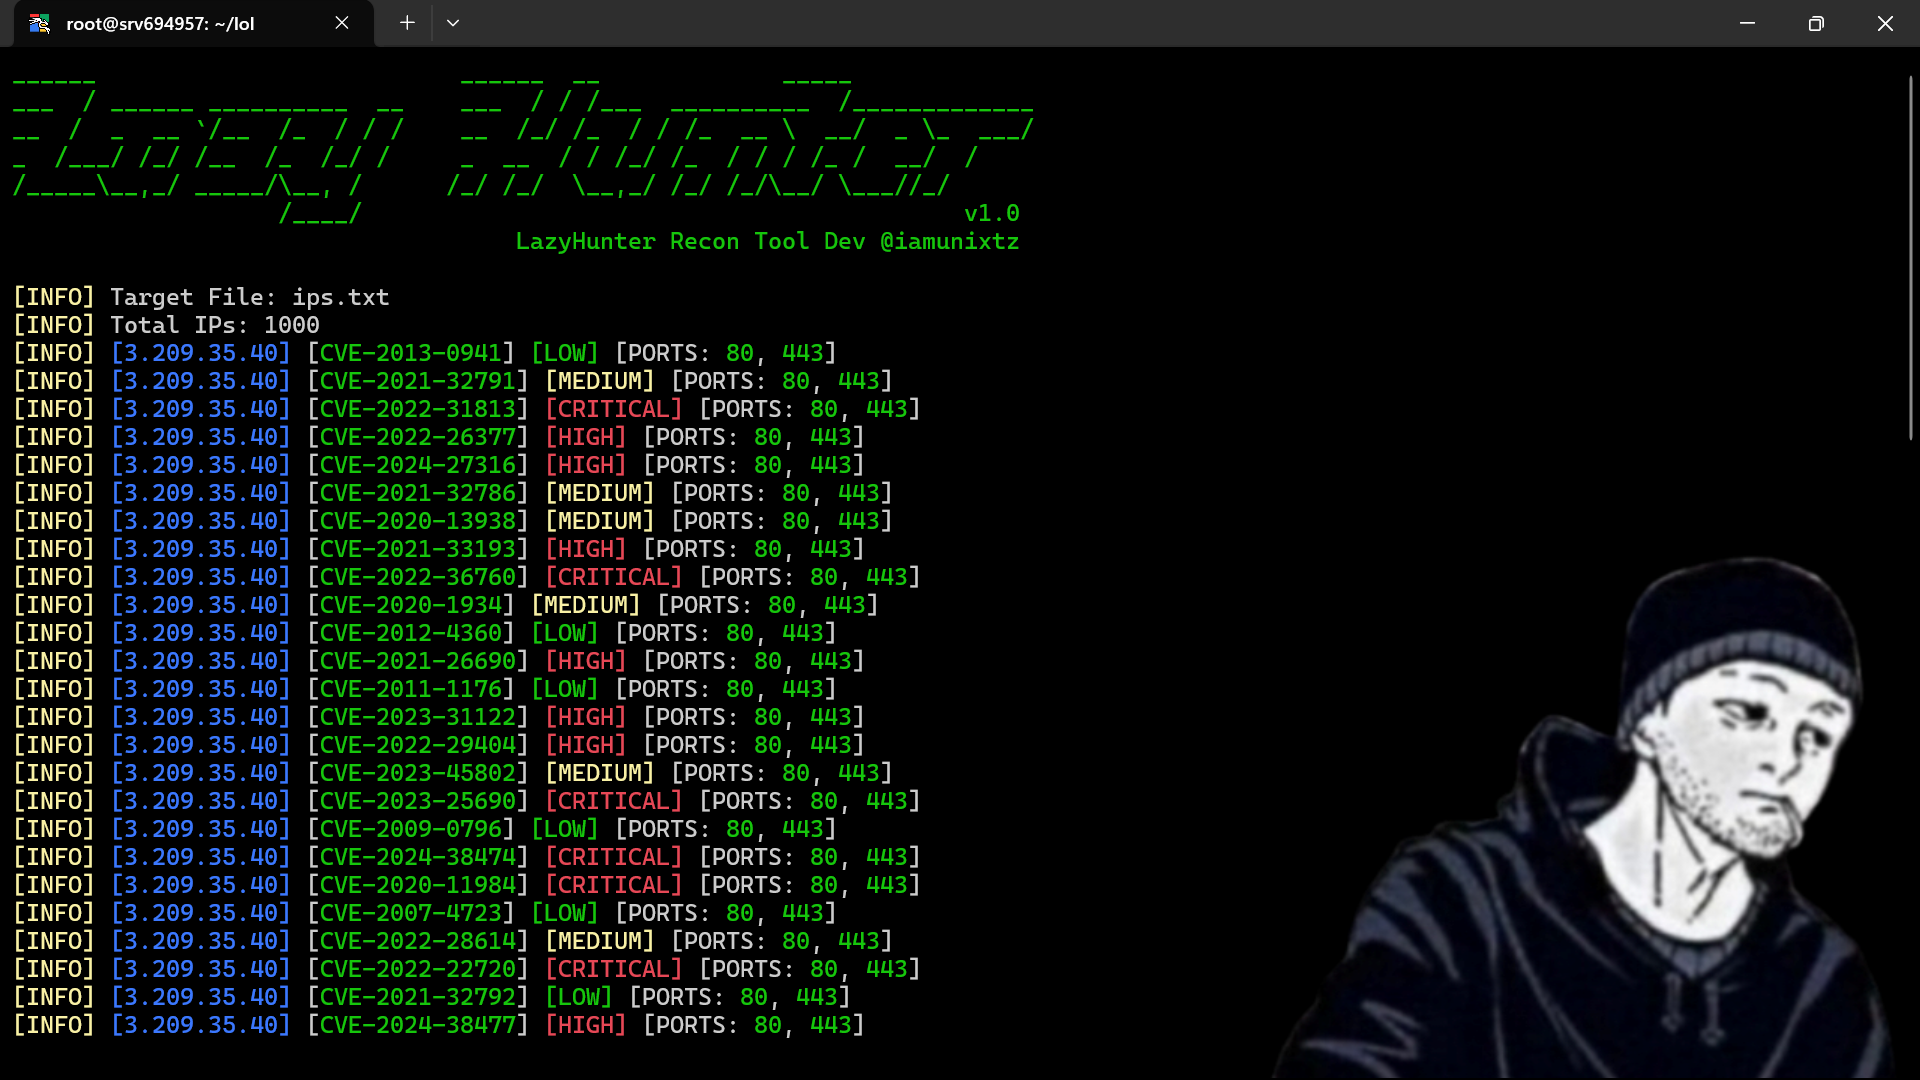 root@srv694957: ~/lol
Lazy Hunter
v1.0
LazyHunter Recon Tool Dev @iamunixtz
[INFO] Target File: ips.txt
[INFO] Total IPs: 1000
[INFO] [3.209.35.40] [CVE-2013-0941] [LOW] [PORTS: 80, 443]
[INFO] [3.209.35.40] [CVE-2021-32791] [MEDIUM] [PORTS: 80, 443]
[INFO] [3.209.35.40] [CVE-2022-31813] [CRITICAL] [PORTS: 80, 443]
[INFO] [3.209.35.40] [CVE-2022-26377] [HIGH] [PORTS: 80, 443]
[INFO] [3.209.35.40] [CVE-2024-27316] [HIGH] [PORTS: 80, 443]
[INFO] [3.209.35.40] [CVE-2021-32786] [MEDIUM] [PORTS: 80, 443]
[INFO] [3.209.35.40] [CVE-2020-13938] [MEDIUM] [PORTS: 80, 443]
[INFO] [3.209.35.40] [CVE-2021-33193] [HIGH] [PORTS: 80, 443]
[INFO] [3.209.35.40] [CVE-2022-36760] [CRITICAL] [PORTS: 80, 443]
[INFO] [3.209.35.40] [CVE-2020-1934] [MEDIUM] [PORTS: 80, 443]
[INFO] [3.209.35.40] [CVE-2012-4360] [LOW] [PORTS: 80, 443]
[INFO] [3.209.35.40] [CVE-2021-26690] [HIGH] [PORTS: 80, 443]
[INFO] [3.209.35.40] [CVE-2011-1176] [LOW] [PORTS: 80, 443]
[INFO] [3.209.35.40] [CVE-2023-31122] [HIGH] [PORTS: 80, 443]
[INFO] [3.209.35.40] [CVE-2022-29404] [HIGH] [PORTS: 80, 443]
[INFO] [3.209.35.40] [CVE-2023-45802] [MEDIUM] [PORTS: 80, 443]
[INFO] [3.209.35.40] [CVE-2023-25690] [CRITICAL] [PORTS: 80, 443]
[INFO] [3.209.35.40] [CVE-2009-0796] [LOW] [PORTS: 80, 443]
[INFO] [3.209.35.40] [CVE-2024-38474] [CRITICAL] [PORTS: 80, 443]
[INFO] [3.209.35.40] [CVE-2020-11984] [CRITICAL] [PORTS: 80, 443]
[INFO] [3.209.35.40] [CVE-2007-4723] [LOW] [PORTS: 80, 443]
[INFO] [3.209.35.40] [CVE-2022-28614] [MEDIUM] [PORTS: 80, 443]
[INFO] [3.209.35.40] [CVE-2022-22720] [CRITICAL] [PORTS: 80, 443]
[INFO] [3.209.35.40] [CVE-2021-32792] [LOW] [PORTS: 80, 443]
[INFO] [3.209.35.40] [CVE-2024-38477] [HIGH] [PORTS: 80, 443]